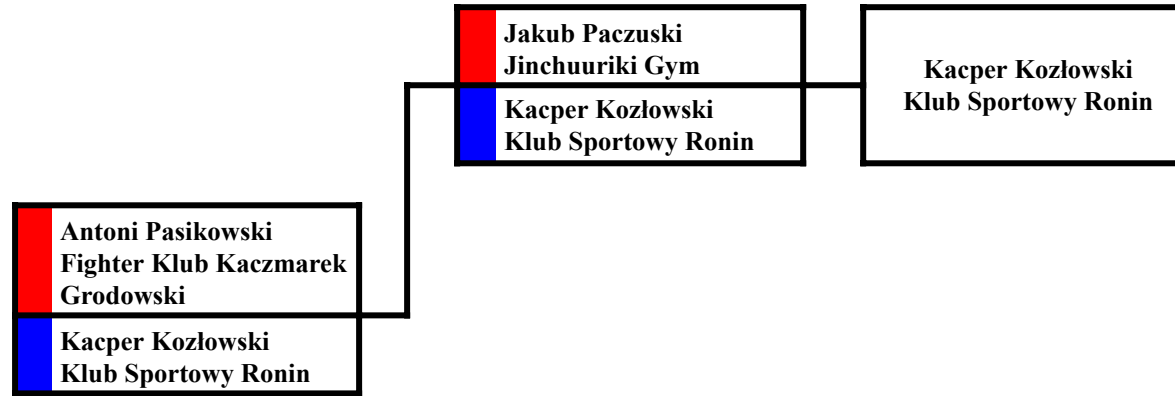 Jakub Paczuski
Jinchuuriki Gym
Kacper Kozłowski
Klub Sportowy Ronin
Kacper Kozłowski
Klub Sportowy Ronin
Antoni Pasikowski
Fighter Klub Kaczmarek
Grodowski
Kacper Kozłowski
Klub Sportowy Ronin